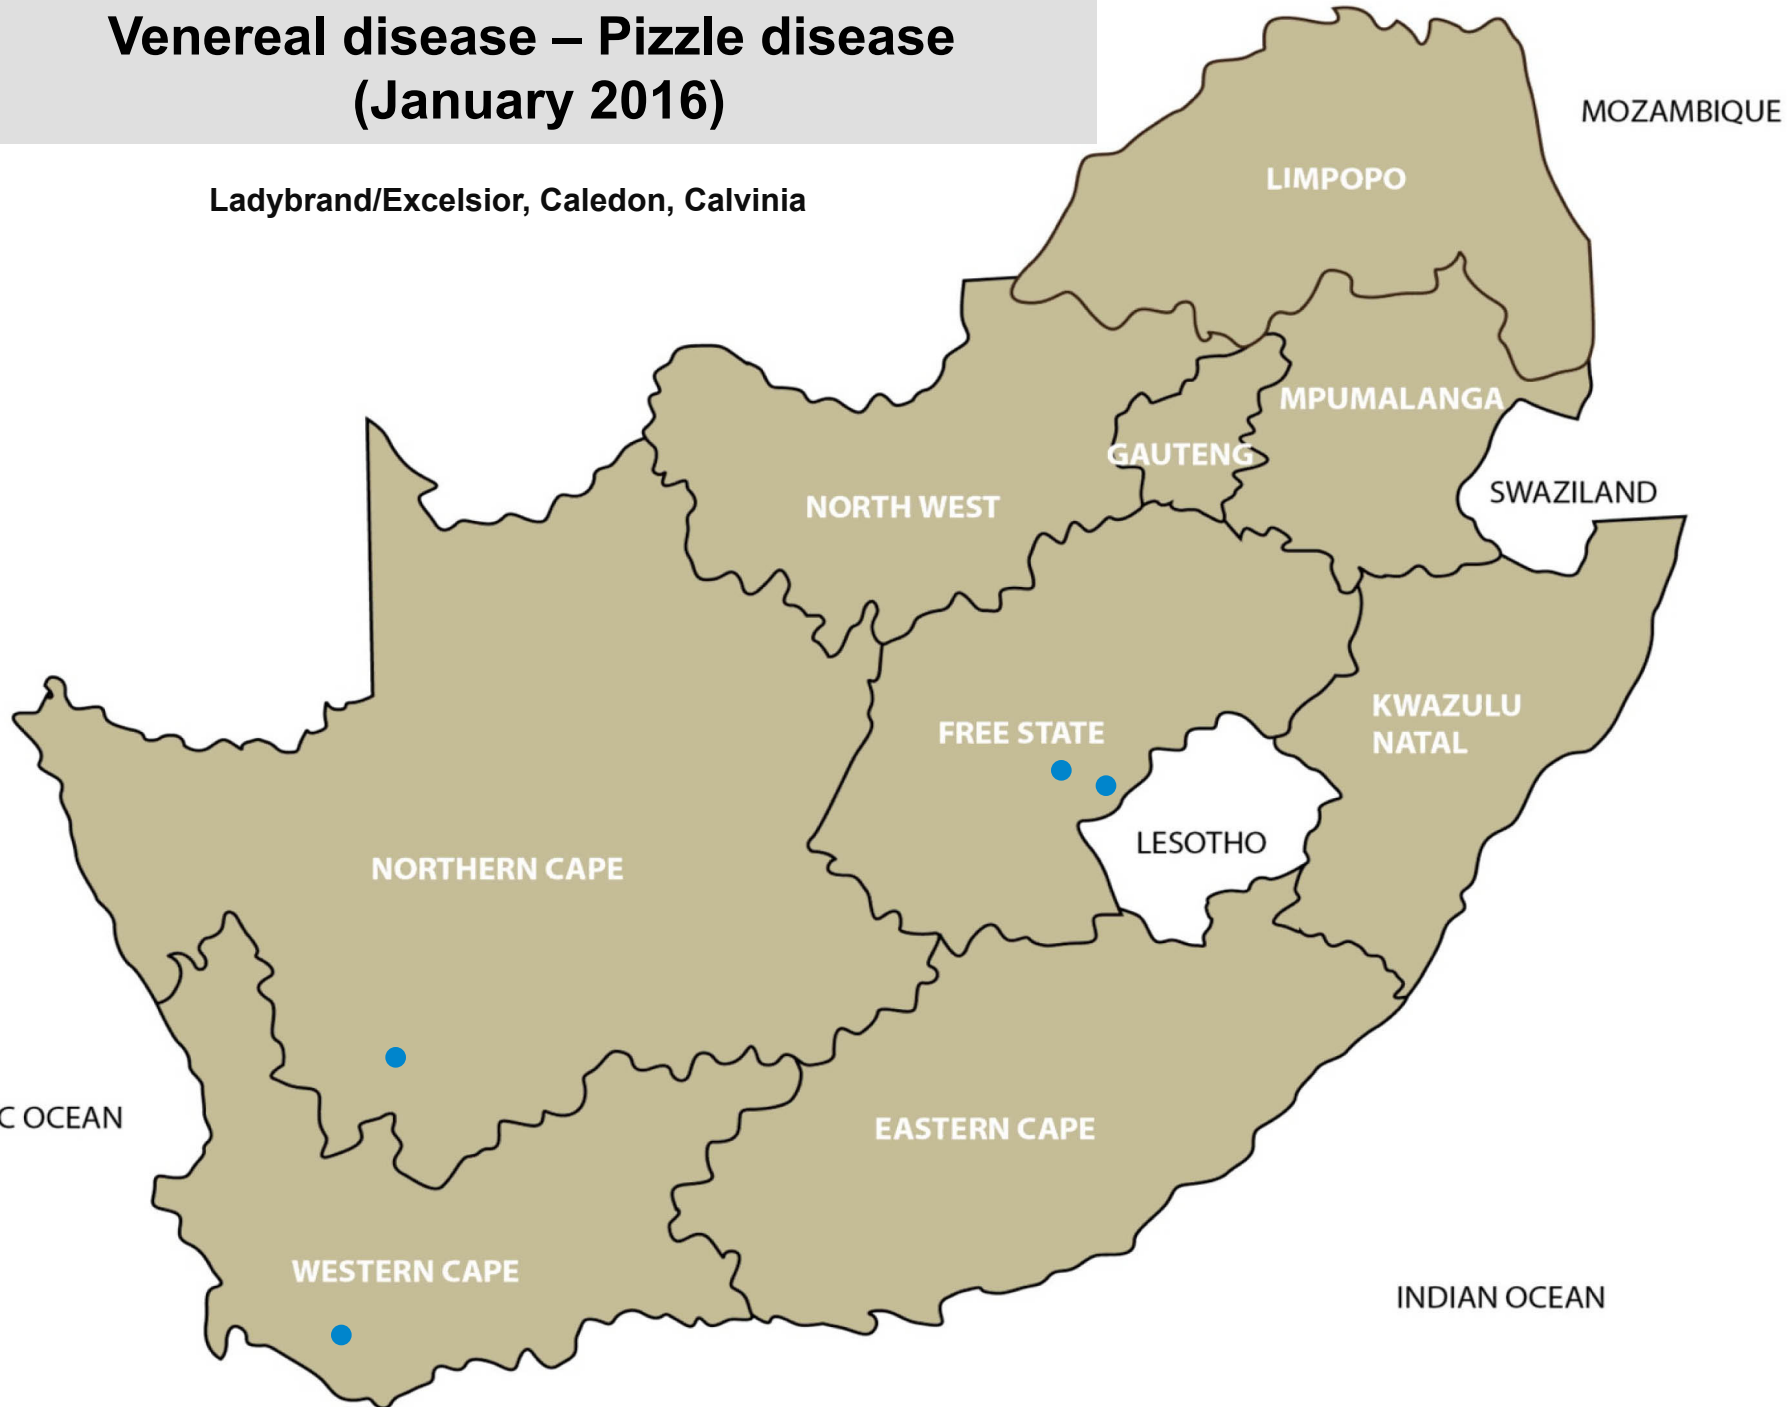 Venereal disease – Pizzle disease
(January 2016)
Ladybrand/Excelsior, Caledon, Calvinia
MOZAMBIQUE
LIMPOPO
MPUMALANGA
GAUTENG
SWAZILAND
NORTH WEST
KWAZULU
NATAL
FREE STATE
LESOTHO
NORTHERN CAPE
C OCEAN
EASTERN CAPE
WESTERN CAPE
INDIAN OCEAN